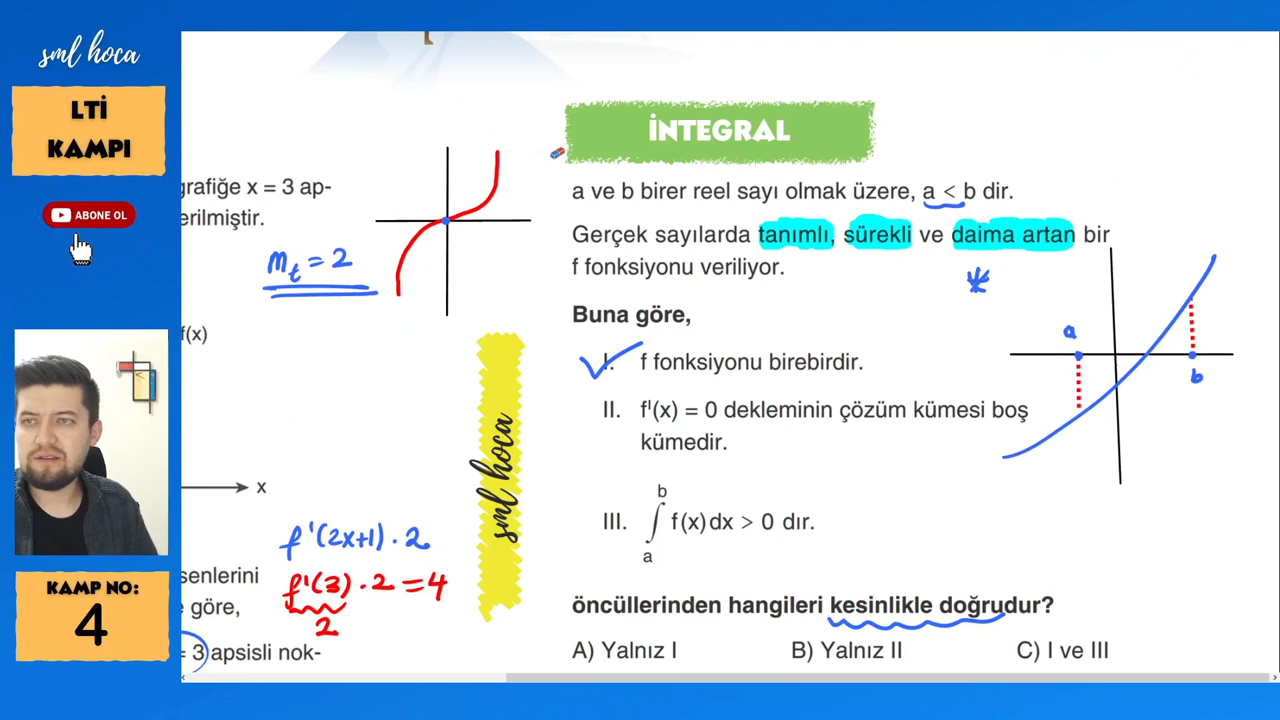 sml hoca
LTİ
KAMPI
ABONE OL
KAMP NO:
4
grafiğe x = 3 ap-
erilmiştir.
mt = 2
f(x)
x
f'(2x+1) . 2
f'(3) . 2 = 4
2
senlerini
e göre,
= 3 apsisli nok-
sml hoca
İNTEGRAL
a ve b birer reel sayı olmak üzere, a < b dir.
Gerçek sayılarda tanımlı, sürekli ve daima artan bir
f fonksiyonu veriliyor.
Buna göre,
I. f fonksiyonu birebirdir.
II. f'(x) = 0 dekleminin çözüm kümesi boş
kümedir.
b
III. ∫ f(x) dx > 0 dır.
a
öncüllerinden hangileri kesinlikle doğrudur?
A) Yalnız I B) Yalnız II C) I ve III
a
b